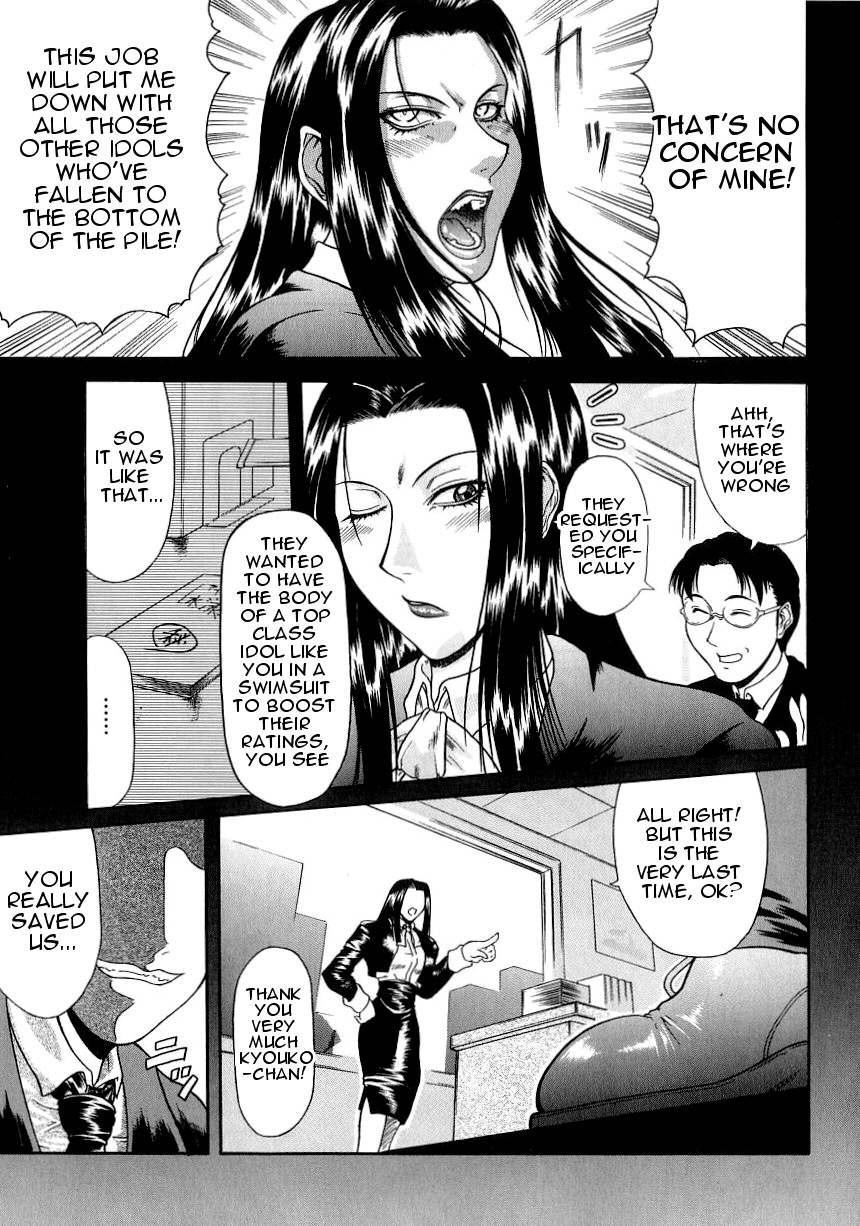 THAT'S NO
CONCERN
OF MINE!
THIS JOB
WILL PUT ME
DOWN WITH
ALL THOSE
OTHER IDOLS
WHO'VE
FALLEN TO
THE BOTTOM
OF THE PILE!
AHH,
THAT'S
WHERE
YOU'RE
WRONG
THEY
REQUEST-
ED YOU
SPECIF-
ICALLY
THEY
WANTED
TO HAVE
THE BODY
OF A TOP
CLASS
IDOL LIKE
YOU IN A
SWIMSUIT
TO BOOST
THEIR
RATINGS,
YOU SEE
SO
IT WAS
LIKE
THAT...
......
ALL RIGHT!
BUT THIS
IS THE
VERY LAST
TIME, OK?
THANK
YOU
VERY
MUCH
KYOUKO
-CHAN!
YOU
REALLY
SAVED
US...